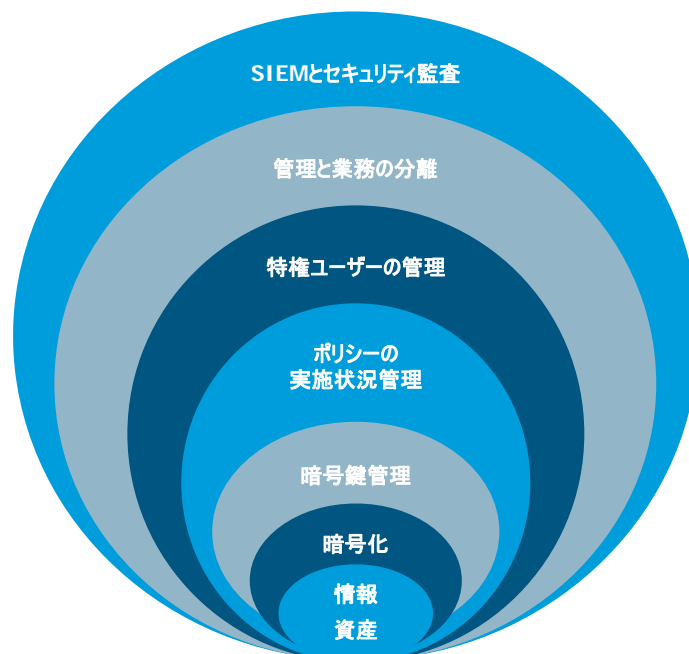 SIEMとセキュリティ監査
管理と業務の分離
特権ユーザーの管理
ポリシーの
実施状況管理
暗号鍵管理
暗号化
情報
資産